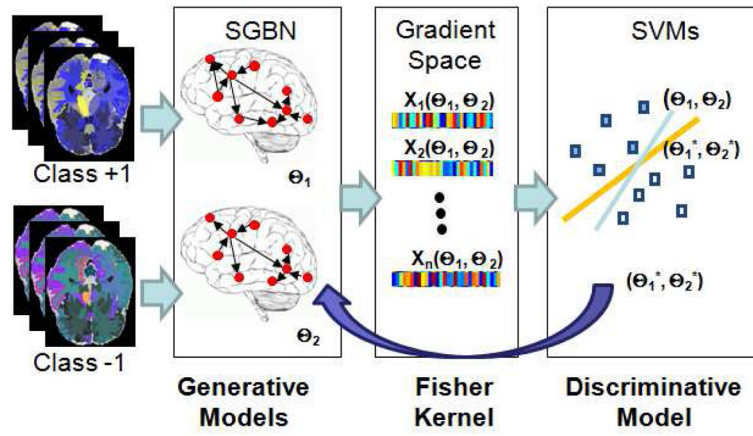 SGBN
Gradient
Space
SVMs
Class +1
Θ1
X1(Θ1, Θ2)
X2(Θ1, Θ2)
Xn(Θ1, Θ2)
(Θ1, Θ2)
(Θ1*, Θ2*)
(Θ1*, Θ2*)
Class -1
Θ2
Generative
Models
Fisher
Kernel
Discriminative
Model